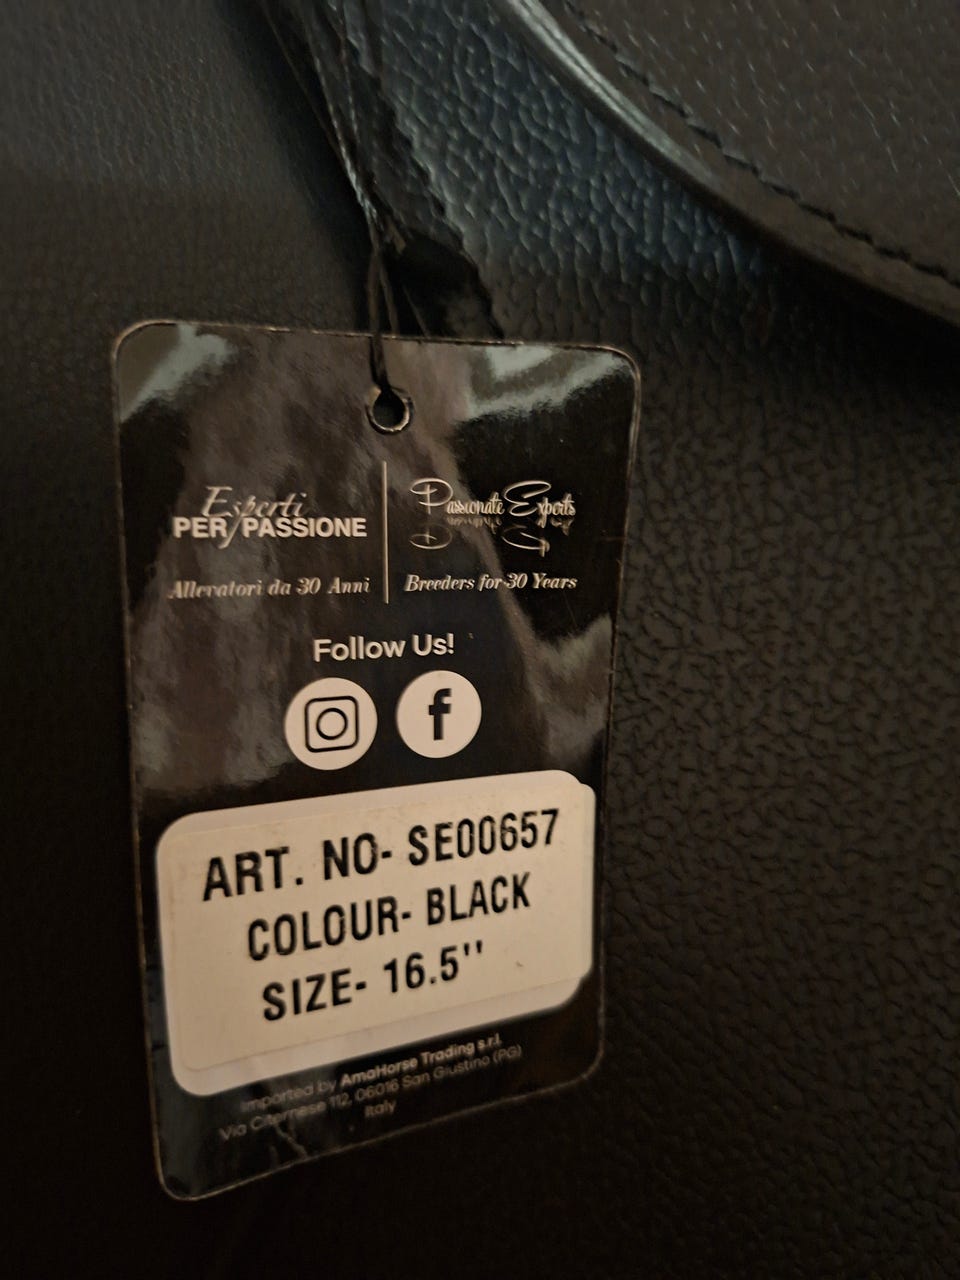 Esperti
PER PASSIONE
Passionate Experts
Allevatori da 30 Anni
Breeders for 30 Years
Follow Us!
ART. NO- SE00657
COLOUR- BLACK
SIZE- 16.5''
Imported by AmaHorse Trading s.r.l.
Via Citernese 112, 06016 San Giustino (PG)
Italy